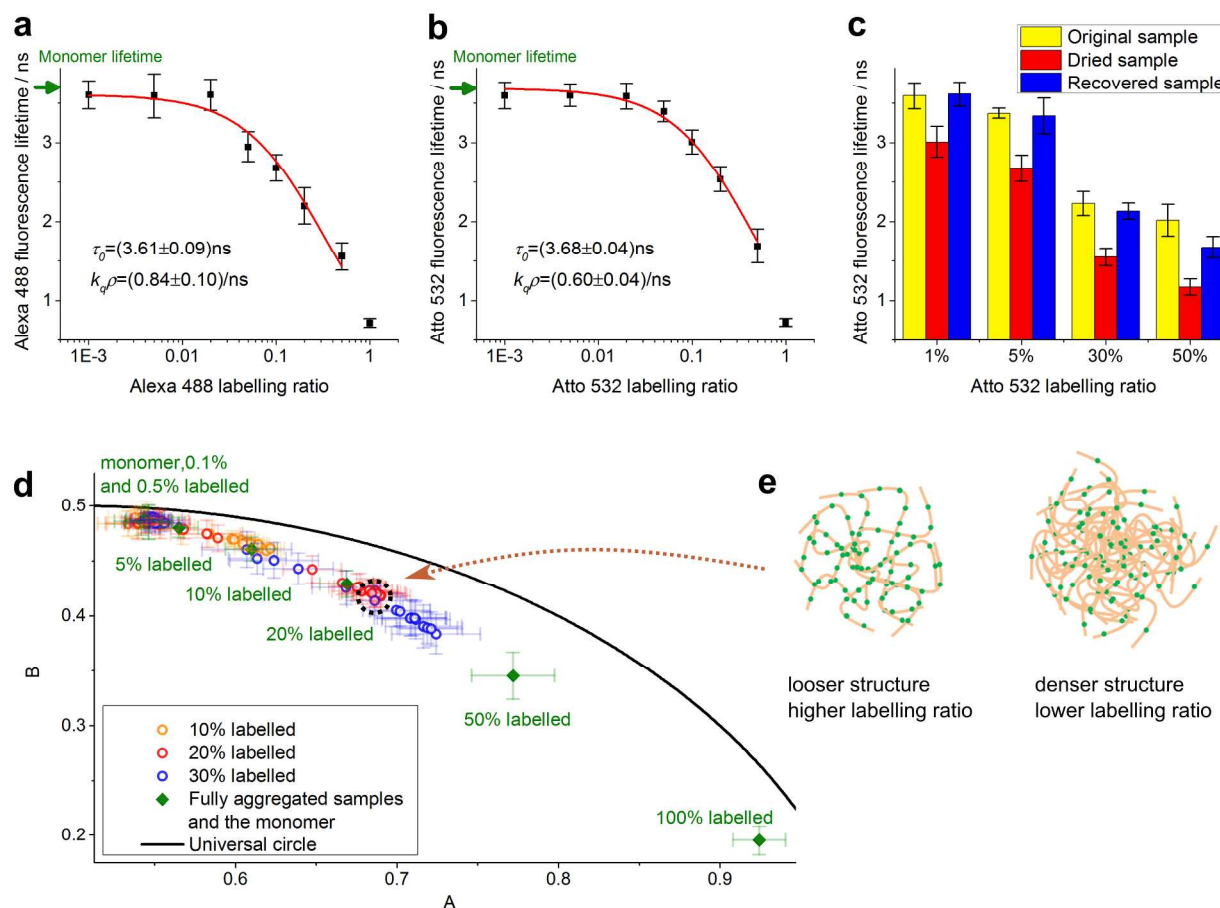 a
Monomer lifetime
Alexa 488 fluorescence lifetime / ns
3
2
1
τ0=(3.61±0.09)ns
kqρ=(0.84±0.10)/ns
1E-3
0.01
0.1
1
Alexa 488 labelling ratio
b
Monomer lifetime
Atto 532 fluorescence lifetime / ns
3
2
1
τ0=(3.68±0.04)ns
kqρ=(0.60±0.04)/ns
1E-3
0.01
0.1
1
Atto 532 labelling ratio
c
Original sample
Dried sample
Recovered sample
Atto 532 fluorescence lifetime / ns
3
2
1
1%
5%
30%
50%
Atto 532 labelling ratio
d
monomer,0.1%
and 0.5% labelled
5% labelled
10% labelled
20% labelled
50% labelled
100% labelled
B
0.5
0.4
0.3
0.2
10% labelled
20% labelled
30% labelled
Fully aggregated samples
and the monomer
Universal circle
0.6
0.7
0.8
0.9
A
e
looser structure
higher labelling ratio
denser structure
lower labelling ratio